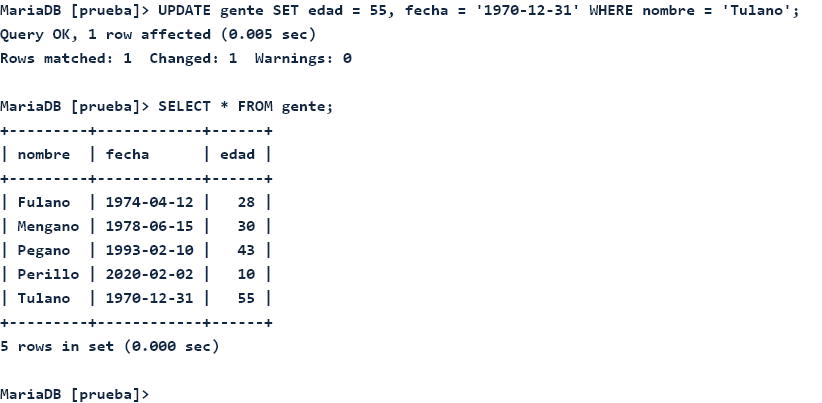 MariaDB [prueba]> UPDATE gente SET edad = 55, fecha = '1970-12-31' WHERE nombre = 'Tulano';
Query OK, 1 row affected (0.005 sec)
Rows matched: 1  Changed: 1  Warnings: 0

MariaDB [prueba]> SELECT * FROM gente;
+---------+------------+------+
| nombre  | fecha      | edad |
+---------+------------+------+
| Fulano  | 1974-04-12 |   28 |
| Mengano | 1978-06-15 |   30 |
| Pegano  | 1993-02-10 |   43 |
| Perillo | 2020-02-02 |   10 |
| Tulano  | 1970-12-31 |   55 |
+---------+------------+------+
5 rows in set (0.000 sec)

MariaDB [prueba]>